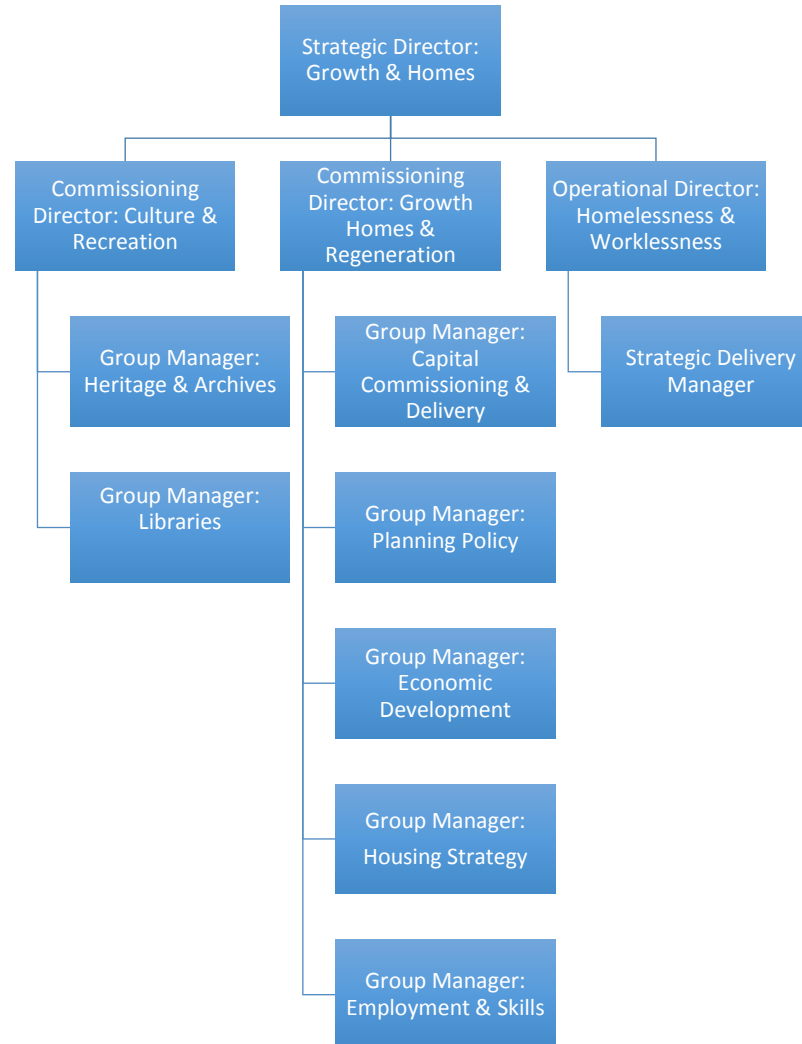 Strategic Director:
Growth & Homes
Commissioning
Director: Culture &
Recreation
Commissioning
Director: Growth
Homes &
Regeneration
Operational Director:
Homelessness &
Worklessness
Group Manager:
Heritage & Archives
Group Manager:
Libraries
Group Manager:
Capital
Commissioning &
Delivery
Group Manager:
Planning Policy
Group Manager:
Economic
Development
Group Manager:
Housing Strategy
Group Manager:
Employment & Skills
Strategic Delivery
Manager